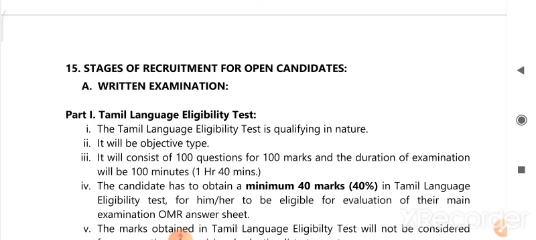 15. STAGES OF RECRUITMENT FOR OPEN CANDIDATES:
A. WRITTEN EXAMINATION:
Part I. Tamil Language Eligibility Test:
i. The Tamil Language Eligibility Test is qualifying in nature.
ii. It will be objective type.
iii. It will consist of 100 questions for 100 marks and the duration of examination
will be 100 minutes (1 Hr 40 mins.)
iv. The candidate has to obtain a minimum 40 marks (40%) in Tamil Language
Eligibility test, for him/her to be eligible for evaluation of their main
examination OMR answer sheet.
v. The marks obtained in Tamil Language Eligibilty Test will not be considered
XRecorder